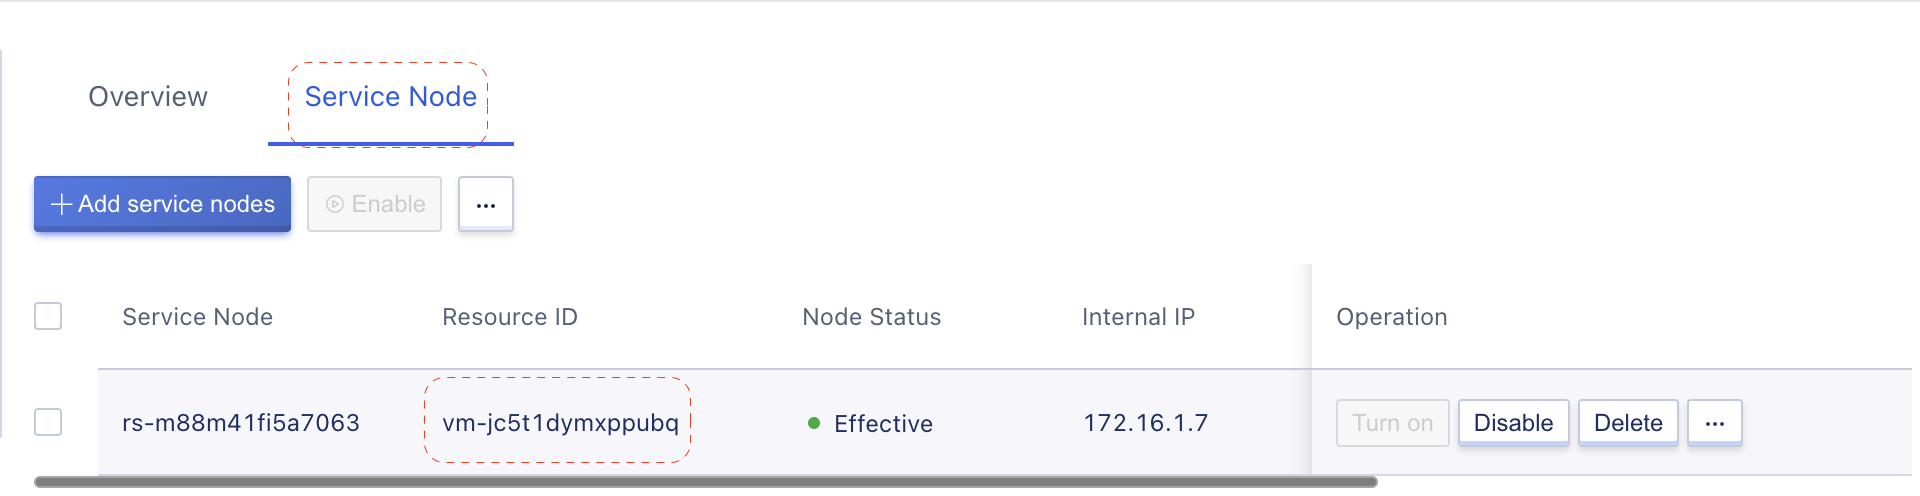 Overview Service Node
Add service nodes Enable ...
Service Node Resource ID Node Status Internal IP Operation
rs-m88m41fi5a7063 vm-jc5t1dymxppubq Effective 172.16.1.7 Turn on Disable Delete ...